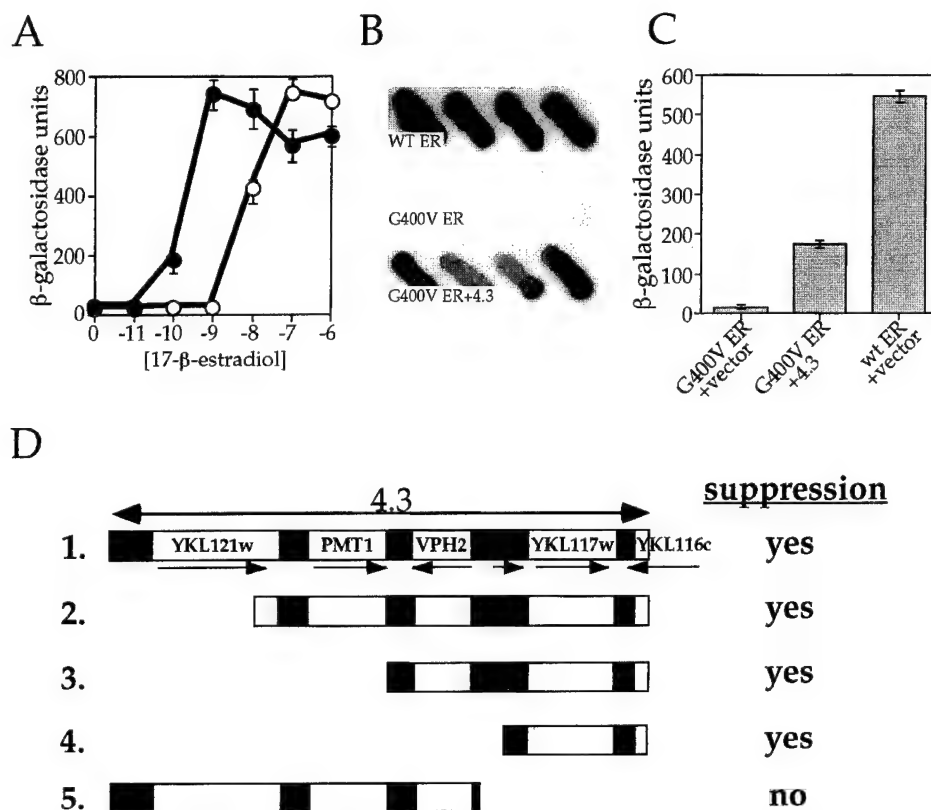 A
β-galactosidase units
800
600
400
200
0
0 -11 -10 -9 -8 -7 -6
[17-β-estradiol]
B
WT ER
G400V ER
G400V ER+4.3
C
β-galactosidase units
600
500
400
300
200
100
0
G400V ER
+vector
G400V ER
+4.3
wt ER
+vector
D
4.3
suppression
1. YKL121w PMT1 VPH2 YKL117w YKL116c yes
2. yes
3. yes
4. yes
5. no